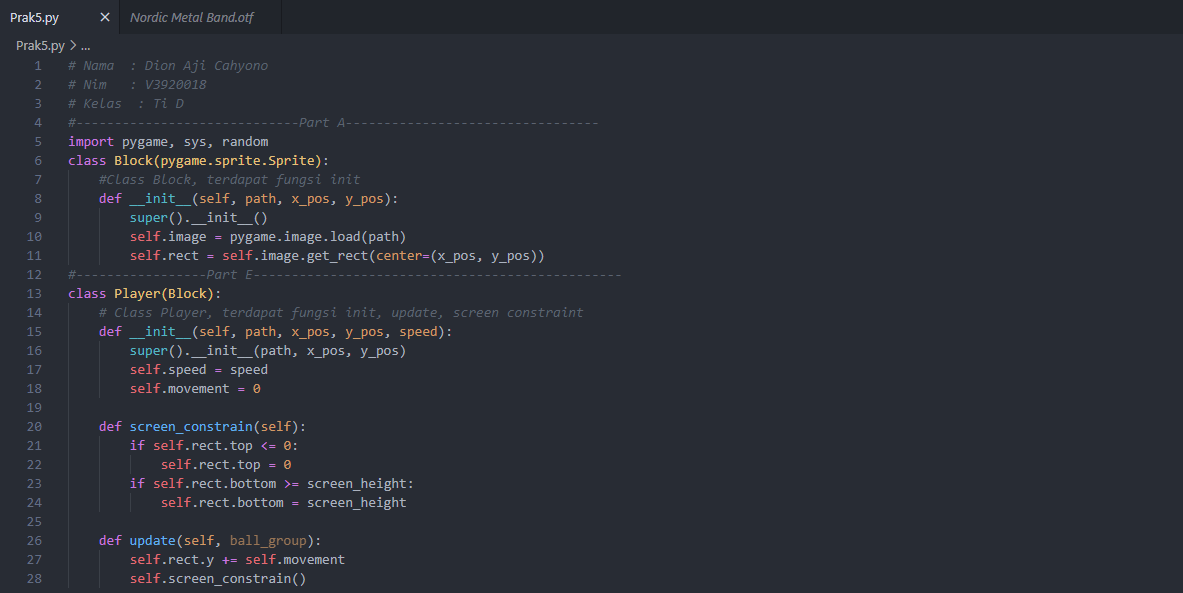 Prak5.py × Nordic Metal Band.otf
Prak5.py > ...
1 # Nama  : Dion Aji Cahyono
2 # Nim   : V3920018
3 # Kelas  : Ti D
4 #-----------------------------Part A---------------------------------
5 import pygame, sys, random
6 class Block(pygame.sprite.Sprite):
7     #Class Block, terdapat fungsi init
8     def __init__(self, path, x_pos, y_pos):
9         super().__init__()
10         self.image = pygame.image.load(path)
11         self.rect = self.image.get_rect(center=(x_pos, y_pos))
12 #-----------------Part E------------------------------------------------
13 class Player(Block):
14     # Class Player, terdapat fungsi init, update, screen constraint
15     def __init__(self, path, x_pos, y_pos, speed):
16         super().__init__(path, x_pos, y_pos)
17         self.speed = speed
18         self.movement = 0
19
20     def screen_constrain(self):
21         if self.rect.top <= 0:
22             self.rect.top = 0
23         if self.rect.bottom >= screen_height:
24             self.rect.bottom = screen_height
25
26     def update(self, ball_group):
27         self.rect.y += self.movement
28         self.screen_constrain()